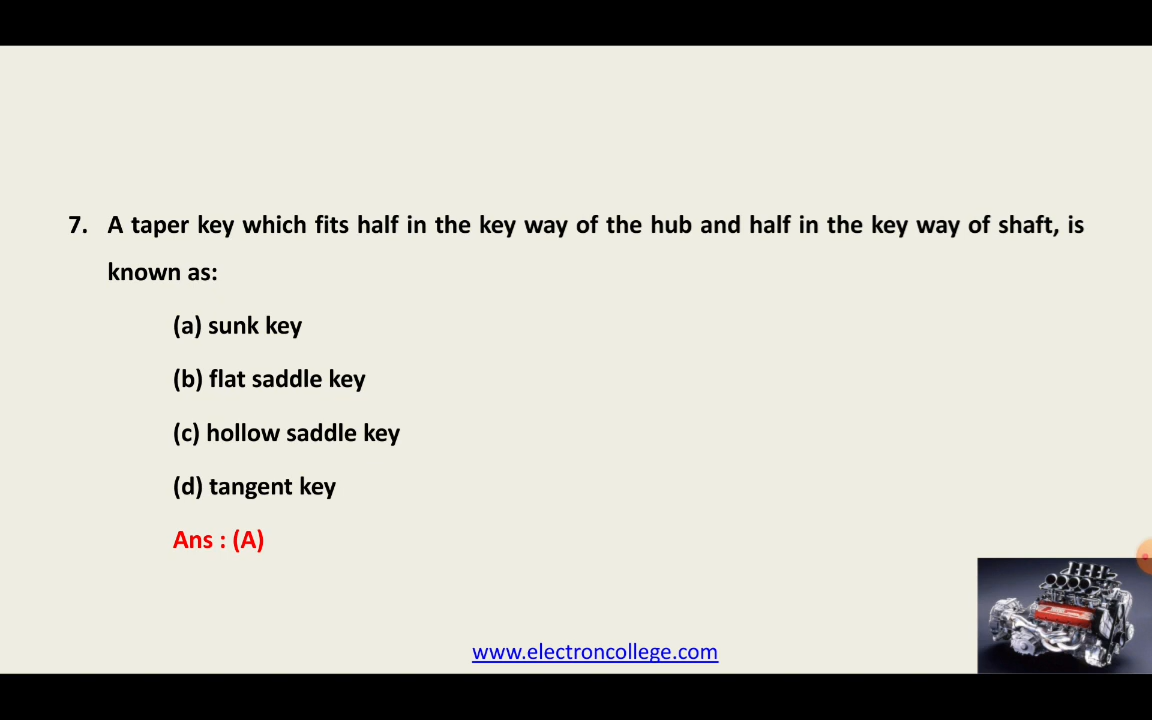 7. A taper key which fits half in the key way of the hub and half in the key way of shaft, is
known as:
(a) sunk key
(b) flat saddle key
(c) hollow saddle key
(d) tangent key
Ans : (A)
www.electroncollege.com